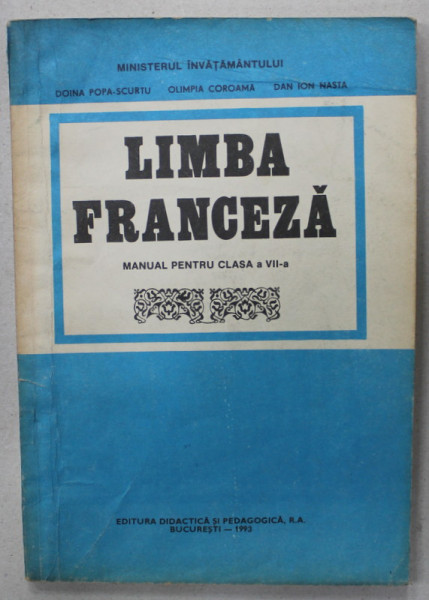 MINISTERUL ÎNVĂȚĂMÂNTULUI
DOINA POPA-SCURTU OLIMPIA COROAMĂ DAN ION NASTA
LIMBA
FRANCEZĂ
MANUAL PENTRU CLASA a VII-a
EDITURA DIDACTICĂ ȘI PEDAGOGICĂ, R.A.
BUCUREȘTI — 1993